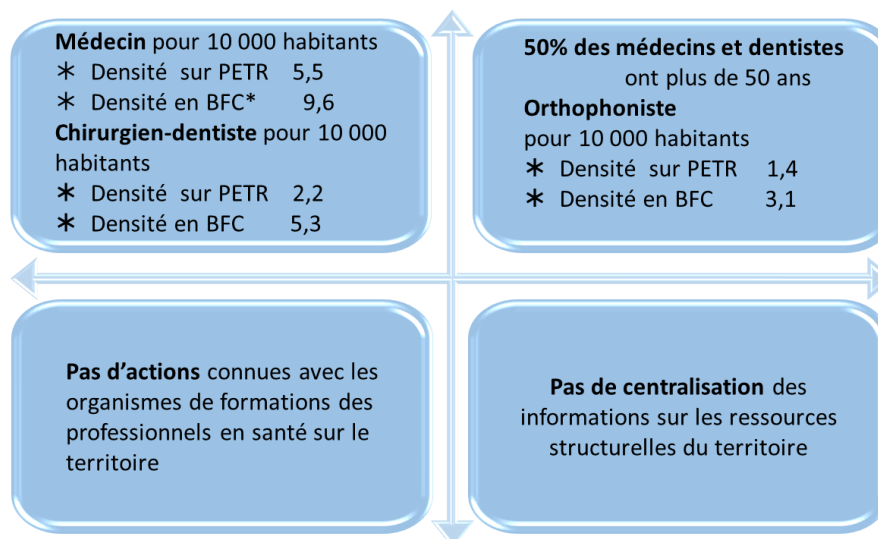 Médecin pour 10 000 habitants
* Densité sur PETR 5,5
* Densité en BFC* 9,6
Chirurgien-dentiste pour 10 000
habitants
* Densité sur PETR 2,2
* Densité en BFC 5,3
50% des médecins et dentistes
ont plus de 50 ans
Orthophoniste
pour 10 000 habitants
* Densité sur PETR 1,4
* Densité en BFC 3,1
Pas d’actions connues avec les
organismes de formations des
professionnels en santé sur le
territoire
Pas de centralisation des
informations sur les ressources
structurelles du territoire